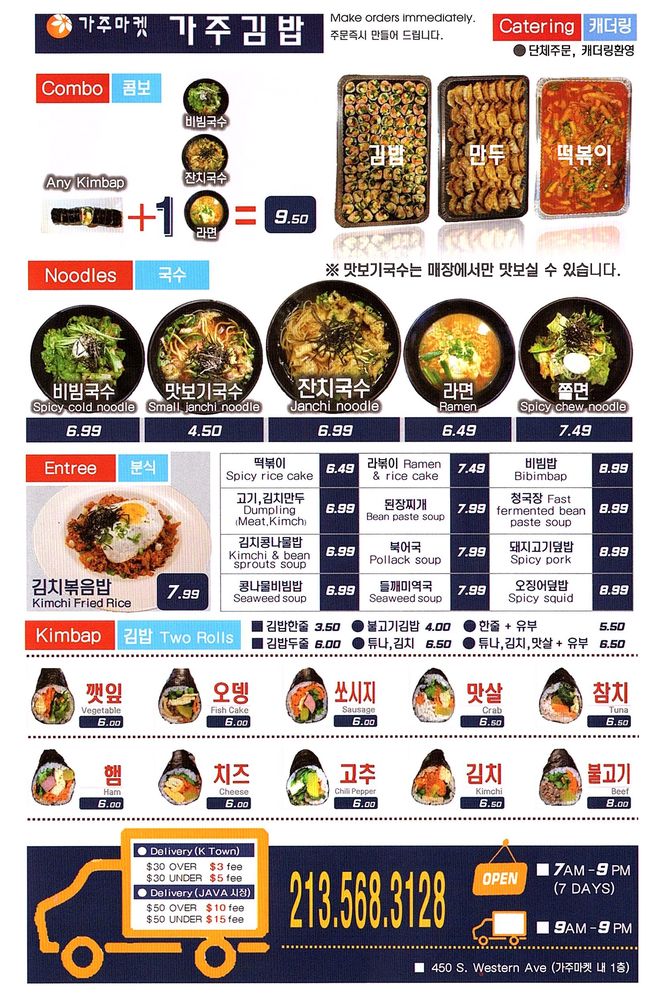 가주마켓 가주김밥
Make orders immediately.
주문즉시 만들어 드립니다.
Catering 캐더링
● 단체주문, 캐더링환영
Combo 콤보
비빔국수
잔치국수
라면
Any Kimbap
+1 = 9.50
김밥 만두 떡볶이
Noodles 국수
※ 맛보기국수는 매장에서만 맛보실 수 있습니다.
비빔국수
Spicy cold noodle
6.99
맛보기국수
Small janchi noodle
4.50
잔치국수
Janchi noodle
6.99
라면
Ramen
6.49
쫄면
Spicy chew noodle
7.49
Entree 분식
김치볶음밥
Kimchi Fried Rice
7.99
떡볶이
Spicy rice cake
6.49
라볶이 Ramen
& rice cake
7.49
비빔밥
Bibimbap
8.99
고기,김치만두
Dumpling
(Meat,Kimch)
6.99
된장찌개
Bean paste soup
7.99
청국장 Fast
fermented bean
paste soup
8.99
김치콩나물밥
Kimchi & bean
sprouts soup
6.99
북어국
Pollack soup
7.99
돼지고기덮밥
Spicy pork
8.99
콩나물비빔밥
Seaweed soup
6.99
들깨미역국
Seaweed soup
7.99
오징어덮밥
Spicy squid
8.99
Kimbap 김밥 Two Rolls
■ 김밥한줄 3.50 ● 불고기김밥 4.00 ● 한줄 + 유부 5.50
■ 김밥두줄 6.00 ● 튜나,김치 6.50 ● 튜나,김치,맛살 + 유부 6.50
깻잎
Vegetable
6.00
오뎅
Fish Cake
6.00
쏘시지
Sausage
6.00
맛살
Crab
6.50
참치
Tuna
6.50
햄
Ham
6.00
치즈
Cheese
6.00
고추
Chili Pepper
6.00
김치
Kimchi
6.50
불고기
Beef
8.00
● Delivery (K Town)
$30 OVER $3 fee
$30 UNDER $5 fee
● Delivery (JAVA 시장)
$50 OVER $10 fee
$50 UNDER $15 fee
213.568.3128
OPEN
■ 7AM - 9 PM
(7 DAYS)
■ 9AM - 9 PM
■ 450 S. Western Ave (가주마켓 내 1층)